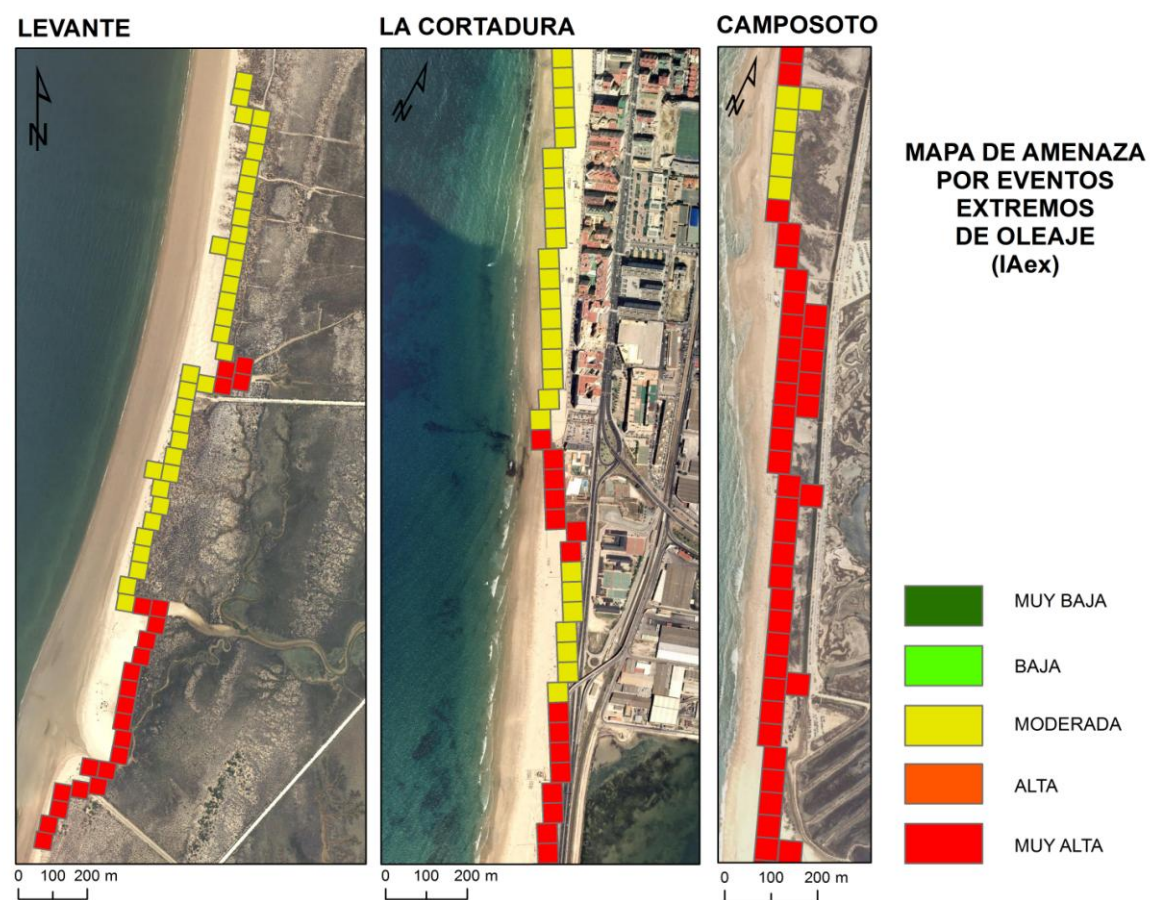 LEVANTE
LA CORTADURA
CAMPOSOTO
N
N
N
MAPA DE AMENAZA
POR EVENTOS
EXTREMOS
DE OLEAJE
(IAex)
MUY BAJA
BAJA
MODERADA
ALTA
MUY ALTA
0 100 200 m
0 100 200 m
0 100 200 m